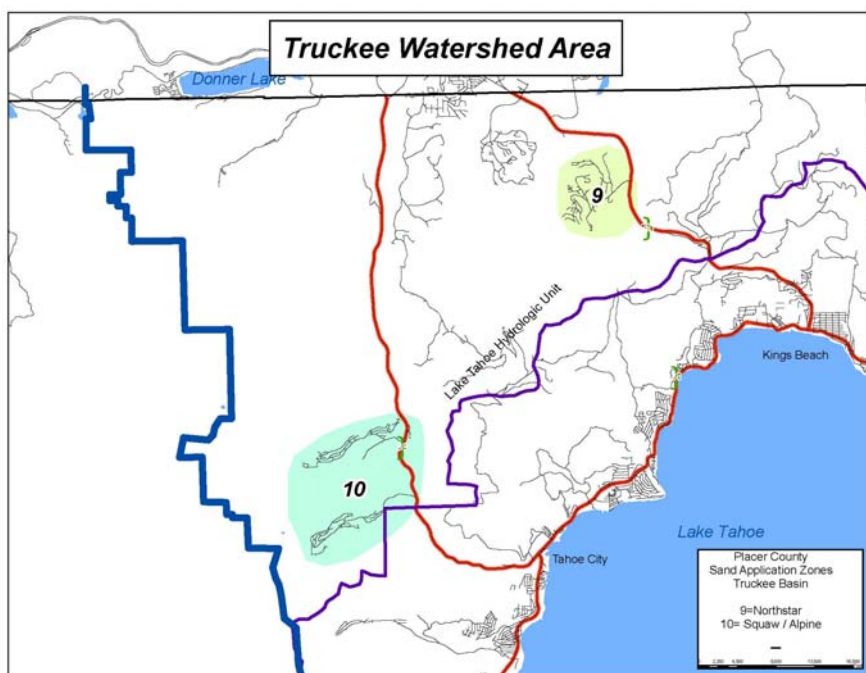 Truckee Watershed Area
Donner Lake
9
Lake Tahoe Hydrologic Unit
Kings Beach
10
Lake Tahoe
Tahoe City
Placer County
Sand Application Zones
Truckee Basin
9=Northstar
10= Squaw / Alpine